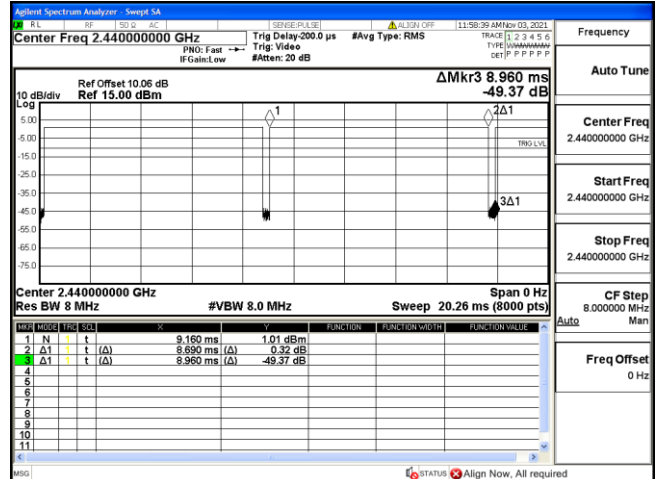 Agilent Spectrum Analyzer - Swept SA
RL RF 50 Ω AC SENSE:PULSE ALIGN OFF 11:58:39 AM Nov 03, 2021
Center Freq 2.440000000 GHz
PNO: Fast
IFGain:Low
Trig Delay-200.0 µs
Trig: Video
#Atten: 20 dB
#Avg Type: RMS
TRACE 1 2 3 4 5 6
TYPE
DET P P P P P P
Frequency
Auto Tune
Center Freq
2.440000000 GHz
Start Freq
2.440000000 GHz
Stop Freq
2.440000000 GHz
CF Step
8.000000 MHz
Auto Man
Freq Offset
0 Hz
ΔMkr3 8.960 ms
-49.37 dB
Ref Offset 10.06 dB
10 dB/div Ref 15.00 dBm
Log
5.00
-5.00
-15.0
-25.0
-35.0
-45.0
-55.0
-65.0
-75.0
1
2Δ1
TRIG LVL
3Δ1
Center 2.440000000 GHz Span 0 Hz
Res BW 8 MHz #VBW 8.0 MHz Sweep 20.26 ms (8000 pts)
MKR MODE TRC SCL X Y FUNCTION FUNCTION WIDTH FUNCTION VALUE
1 N 1 t 9.160 ms 1.01 dBm
2 Δ1 1 t (Δ) 8.690 ms (Δ) 0.32 dB
3 Δ1 1 t (Δ) 8.960 ms (Δ) -49.37 dB
4
5
6
7
8
9
10
11
MSG STATUS Align Now, All required